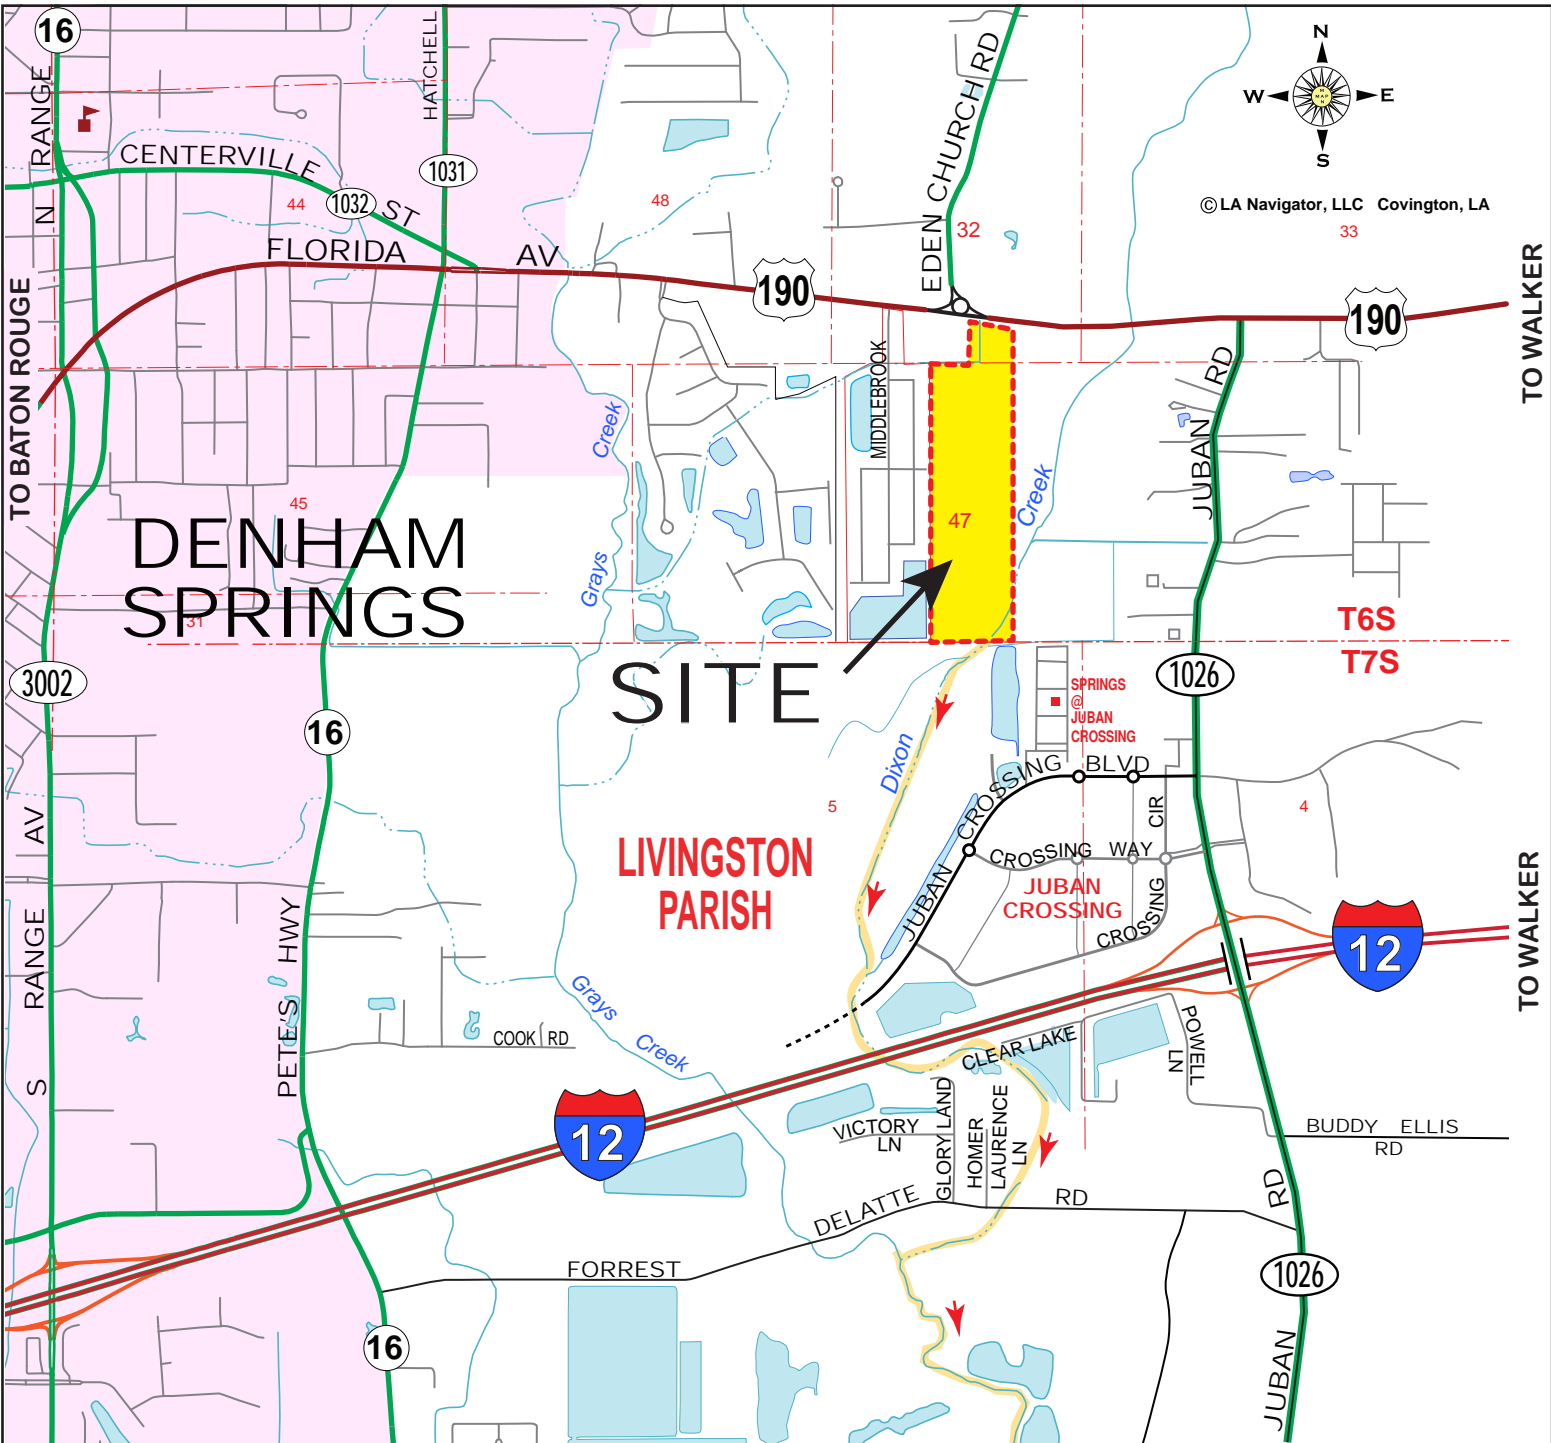 16
N RANGE
HATCHELL
EDEN CHURCH RD
N
W
E
S
M
MAP
N
CENTERVILLE ST
1031
1032
44
48
© LA Navigator, LLC Covington, LA
32
33
FLORIDA AV
190
190
TO BATON ROUGE
TO WALKER
MIDDLEBROOK
JUBAN RD
Grays Creek
Creek
45
47
DENHAM
SPRINGS
31
T6S
T7S
SITE
3002
16
1026
SPRINGS
@
JUBAN
CROSSING
Dixon
JUBAN CROSSING BLVD
5
4
S RANGE AV
LIVINGSTON
PARISH
CROSSING WAY
JUBAN
CROSSING
CROSSING CIR
12
TO WALKER
PETE'S HWY
Grays Creek
COOK RD
CLEAR LAKE
POWELL
LN
12
VICTORY
LN
GLORY LAND
HOMER
LAURENCE
LN
BUDDY ELLIS
RD
FORREST DELATTE RD
JUBAN RD
1026
16